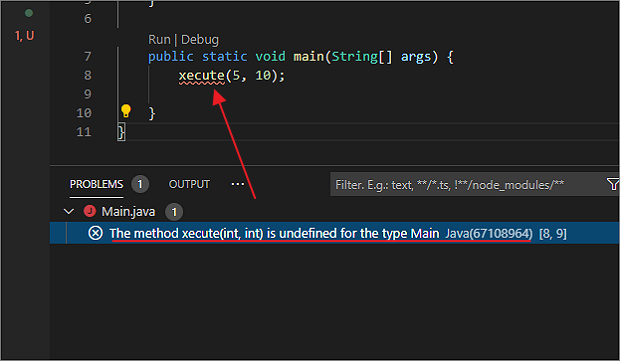 }
6
1, U
Run | Debug
7 public static void main(String[] args) {
8 xecute(5, 10);
9
10 }
11 }
PROBLEMS 1 OUTPUT ··· Filter. E.g.: text, **/*.ts, !**/node_modules/**
J Main.java 1
The method xecute(int, int) is undefined for the type Main Java(67108964) [8, 9]